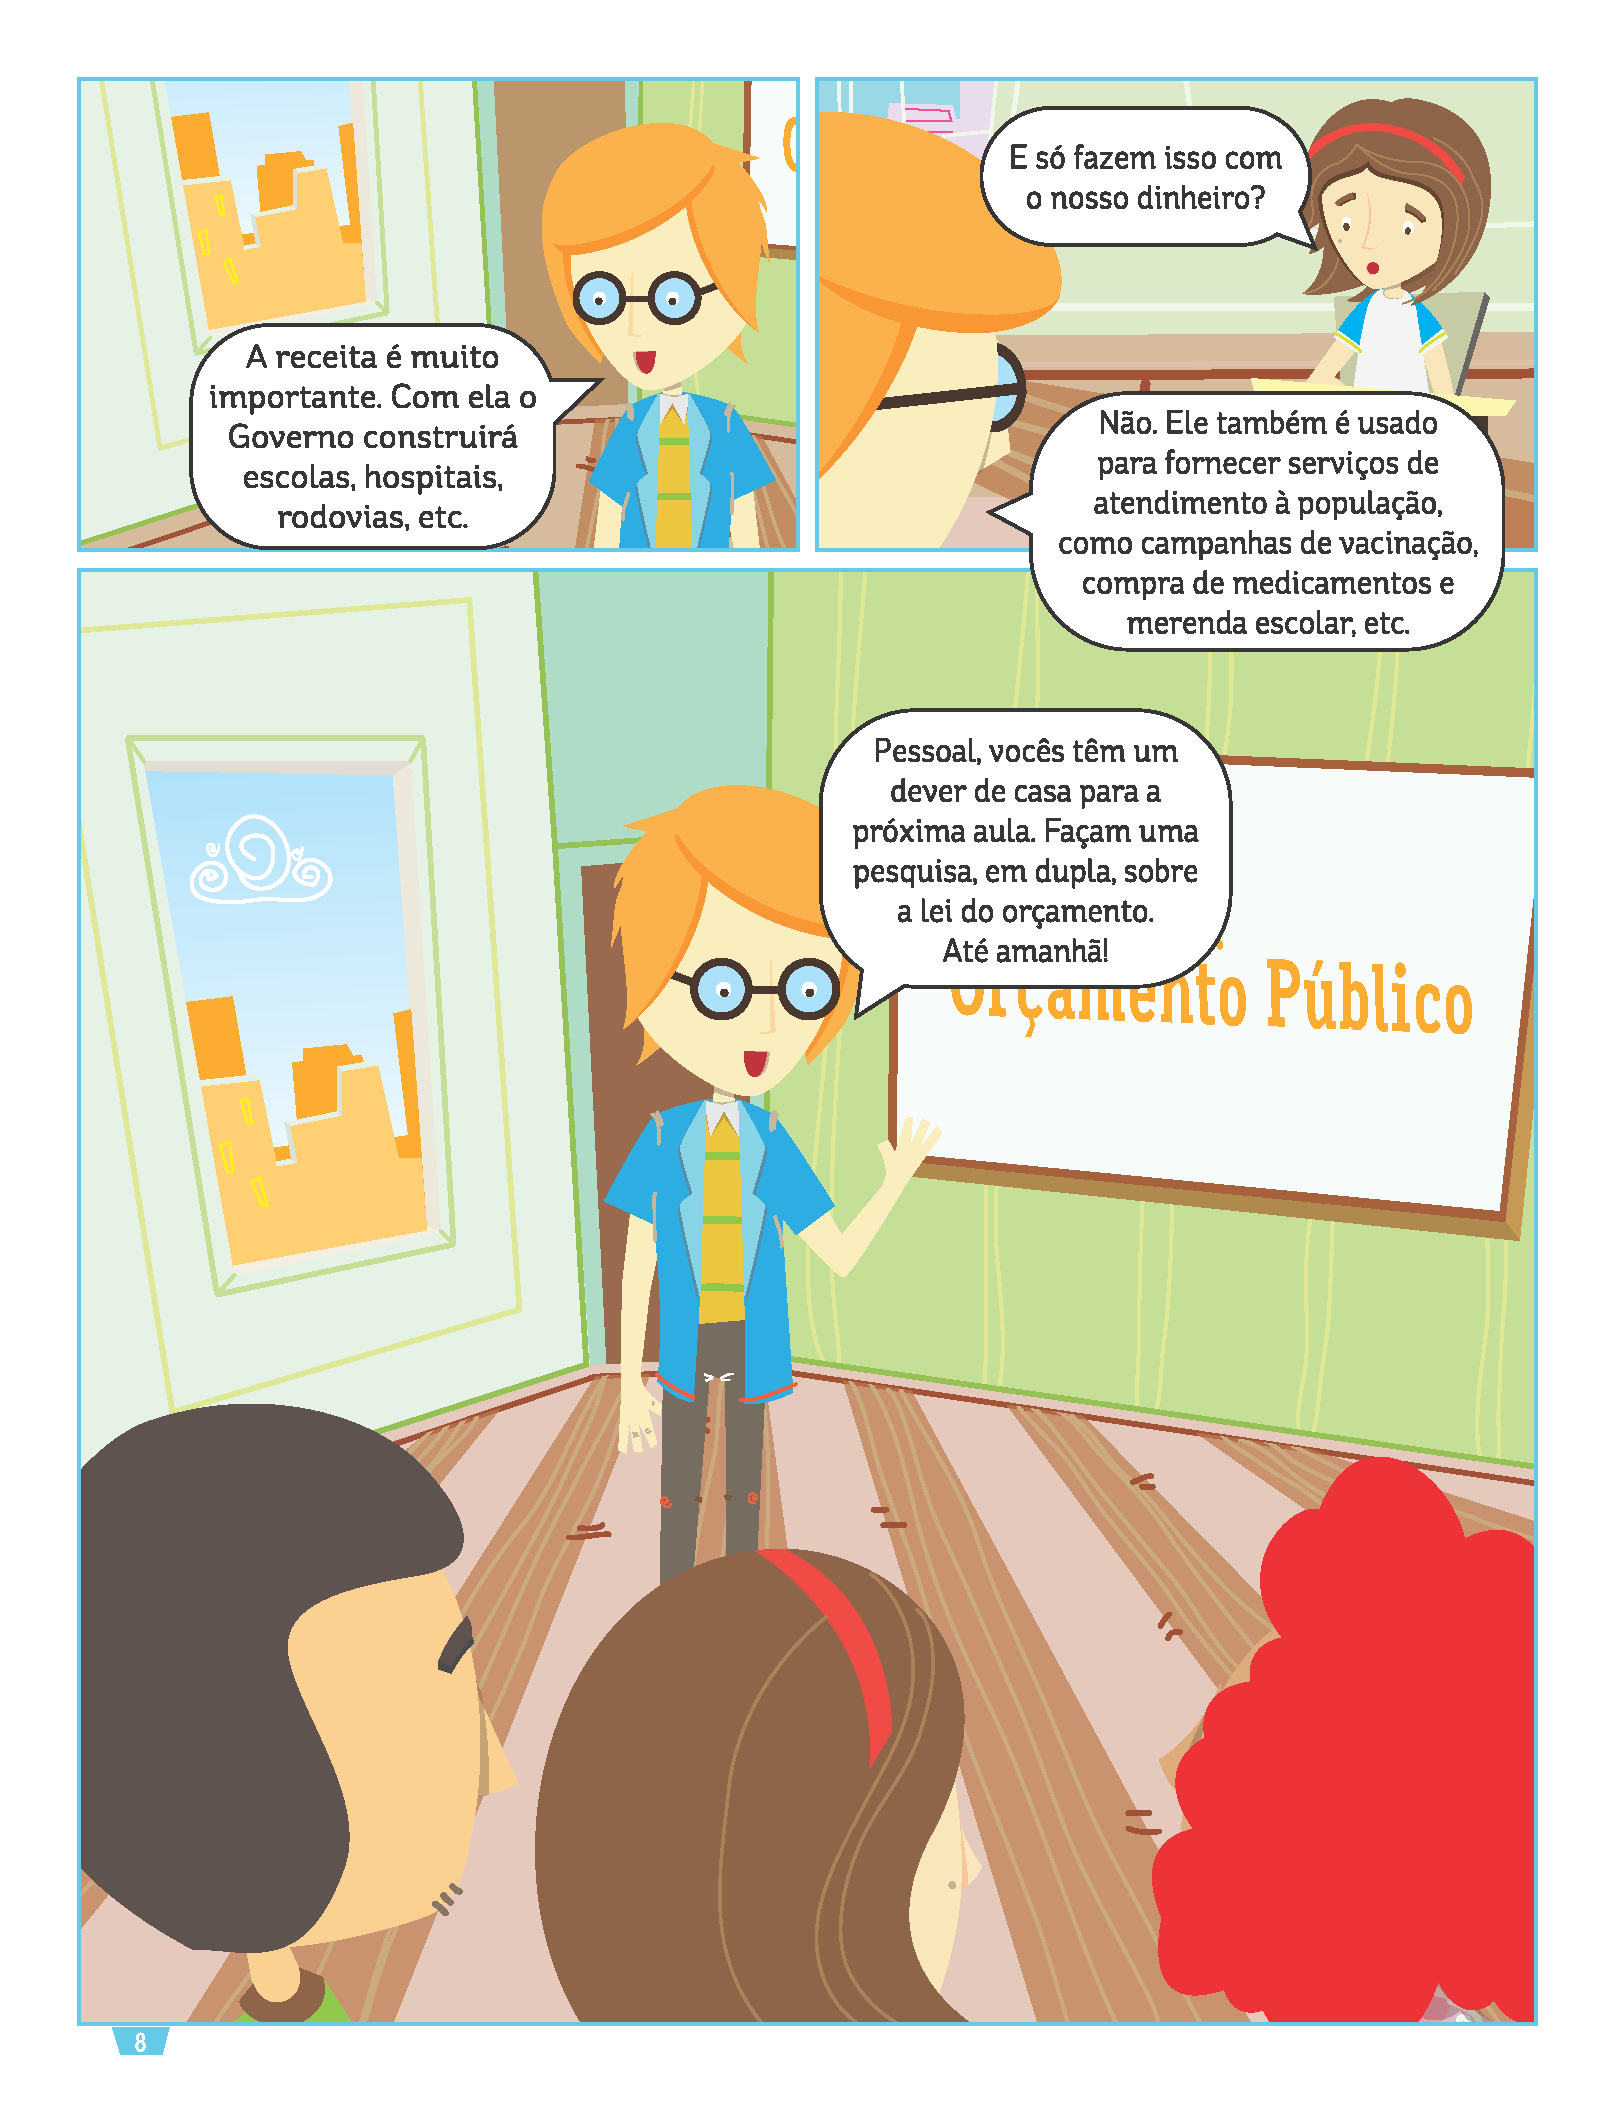 A receita é muito
importante. Com ela o
Governo construirá
escolas, hospitais,
rodovias, etc.
E só fazem isso com
o nosso dinheiro?
Não. Ele também é usado
para fornecer serviços de
atendimento à população,
como campanhas de vacinação,
compra de medicamentos e
merenda escolar, etc.
Pessoal, vocês têm um
dever de casa para a
próxima aula. Façam uma
pesquisa, em dupla, sobre
a lei do orçamento.
Até amanhã!
Orçamento Público
8